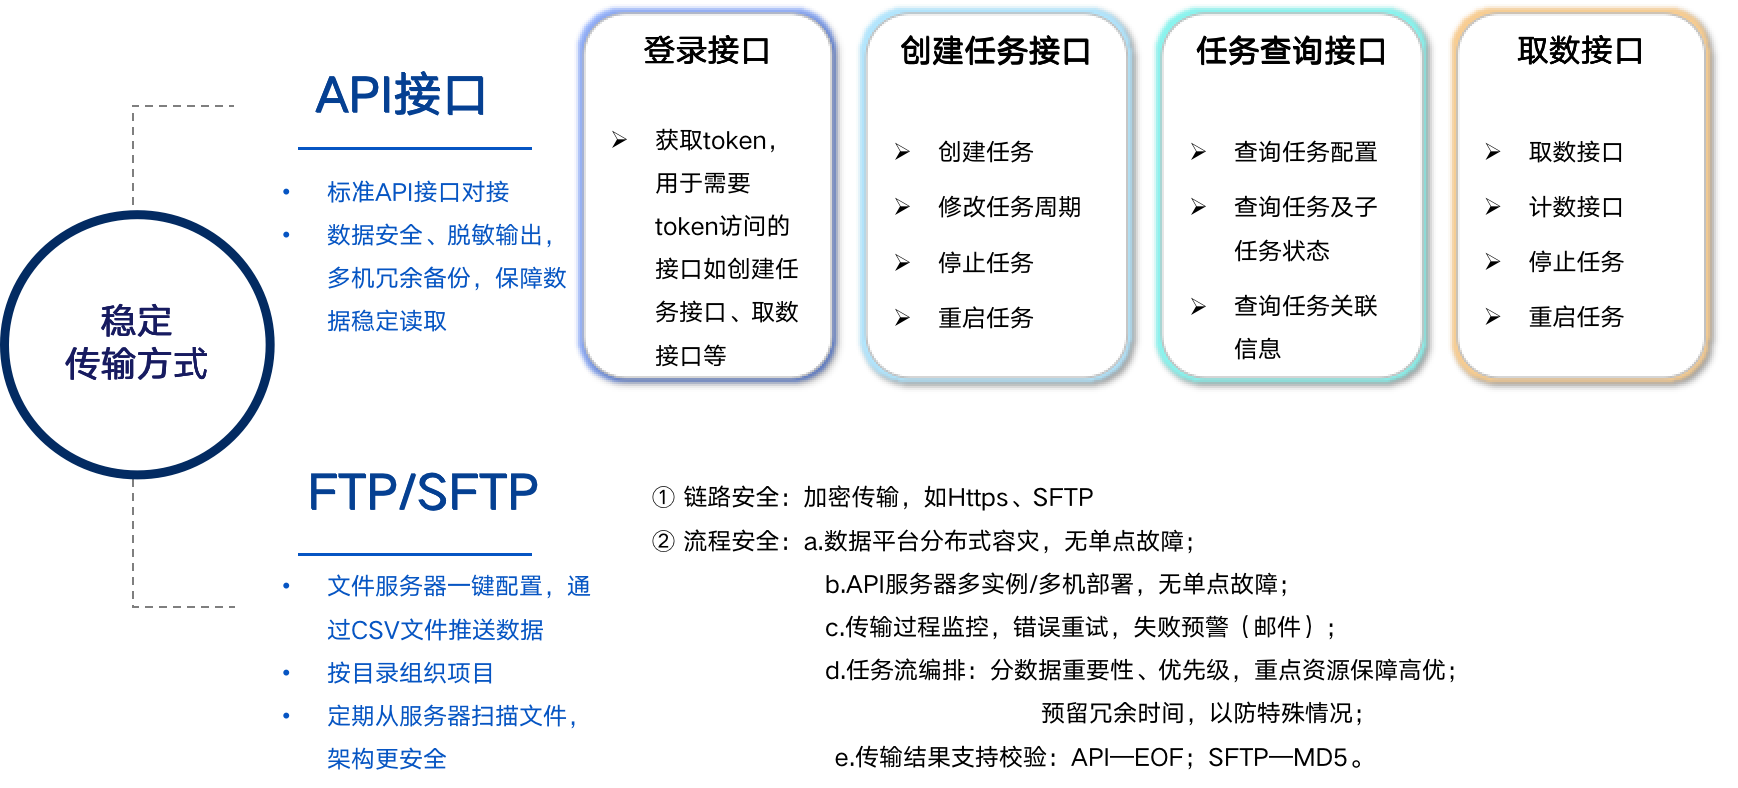 稳定
传输方式
API接口
标准API接口对接
数据安全、脱敏输出，
多机冗余备份，保障数
据稳定读取
登录接口
获取token，
用于需要
token访问的
接口如创建任
务接口、取数
接口等
创建任务接口
创建任务
修改任务周期
停止任务
重启任务
任务查询接口
查询任务配置
查询任务及子
任务状态
查询任务关联
信息
取数接口
取数接口
计数接口
停止任务
重启任务
FTP/SFTP
文件服务器一键配置，通
过CSV文件推送数据
按目录组织项目
定期从服务器扫描文件，
架构更安全
① 链路安全：加密传输，如Https、SFTP
② 流程安全：a.数据平台分布式容灾，无单点故障；
b.API服务器多实例/多机部署，无单点故障；
c.传输过程监控，错误重试，失败预警（邮件）；
d.任务流编排：分数据重要性、优先级，重点资源保障高优；
预留冗余时间，以防特殊情况；
e.传输结果支持校验：API—EOF；SFTP—MD5。